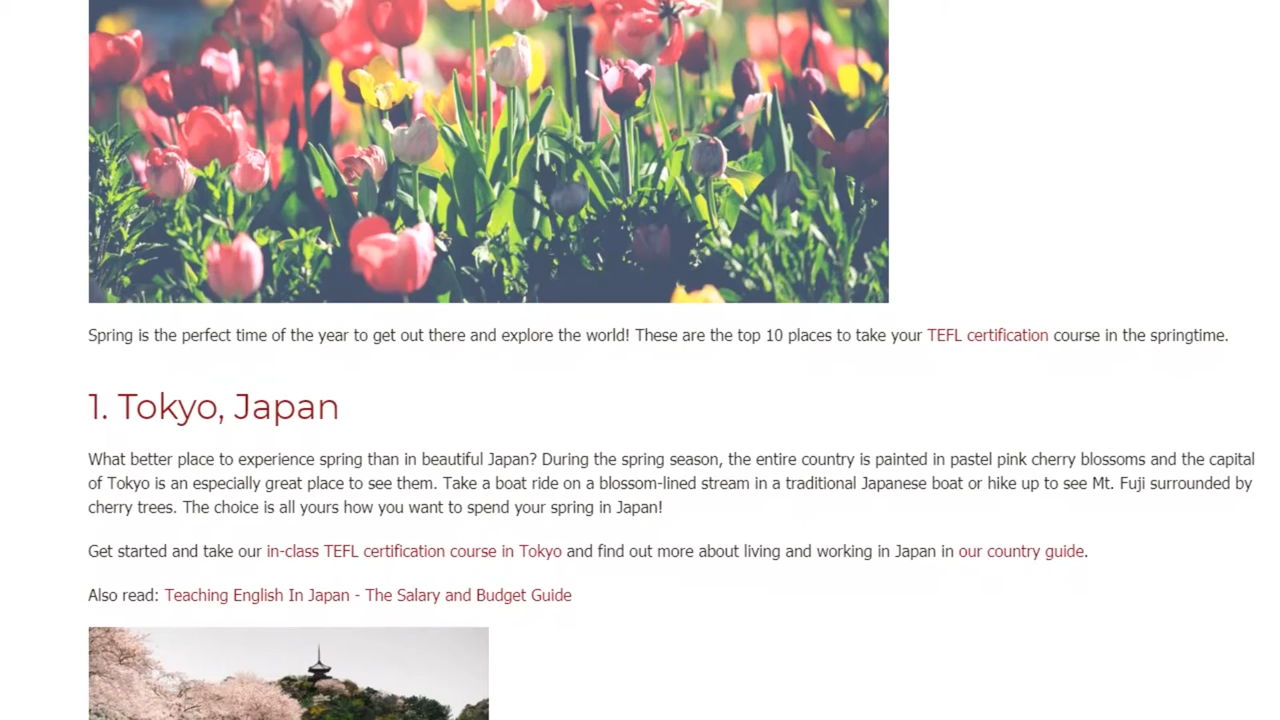 Spring is the perfect time of the year to get out there and explore the world! These are the top 10 places to take your TEFL certification course in the springtime.
1. Tokyo, Japan
What better place to experience spring than in beautiful Japan? During the spring season, the entire country is painted in pastel pink cherry blossoms and the capital
of Tokyo is an especially great place to see them. Take a boat ride on a blossom-lined stream in a traditional Japanese boat or hike up to see Mt. Fuji surrounded by
cherry trees. The choice is all yours how you want to spend your spring in Japan!
Get started and take our in-class TEFL certification course in Tokyo and find out more about living and working in Japan in our country guide.
Also read: Teaching English In Japan - The Salary and Budget Guide